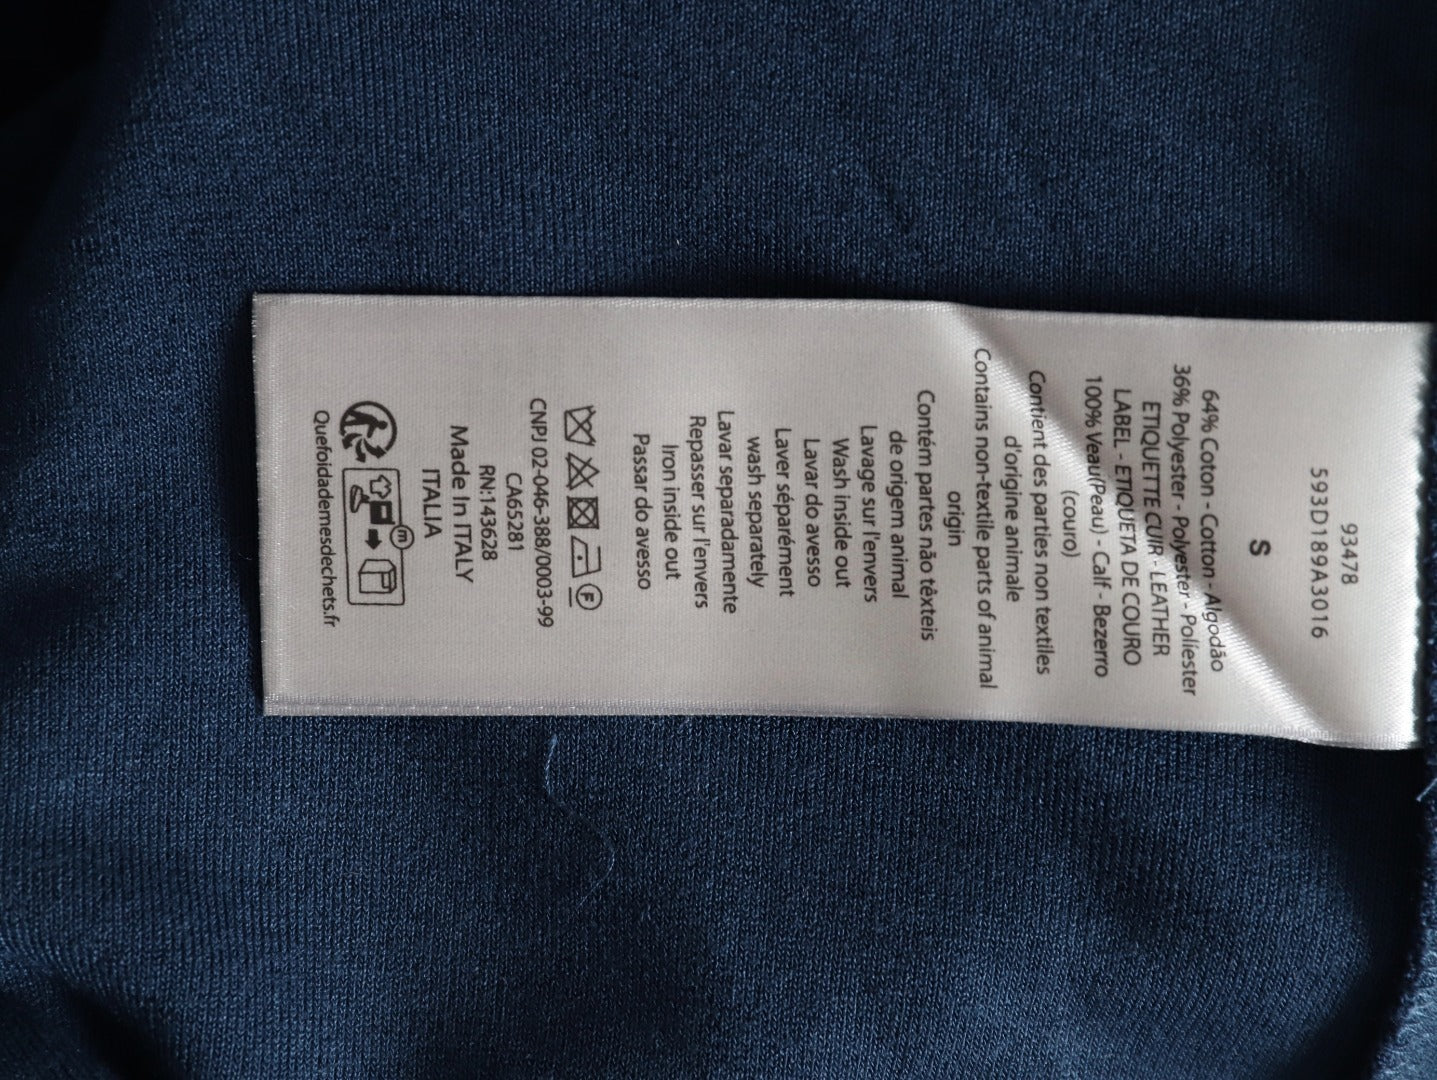 93478
593D189A3016
S
64% Coton - Cotton - Algodão
36% Polyester - Polyester - Poliester
ETIQUETTE CUIR - LEATHER
LABEL - ETIQUETA DE COURO
100% Veau(Peau) - Calf - Bezerro
(couro)
Contient des parties non textiles
d'origine animale
Contains non-textile parts of animal
origin
Contém partes não têxteis
de origem animal
Lavage sur l'envers
Wash inside out
Lavar do avesso
Laver séparément
wash separately
Lavar separadamente
Repasser sur l'envers
Iron inside out
Passar do avesso
F
CNPJ 02-046-388/0003-99
CA65281
RN:143628
Made In ITALY
ITALIA
m
Quefoidademesdechets.fr